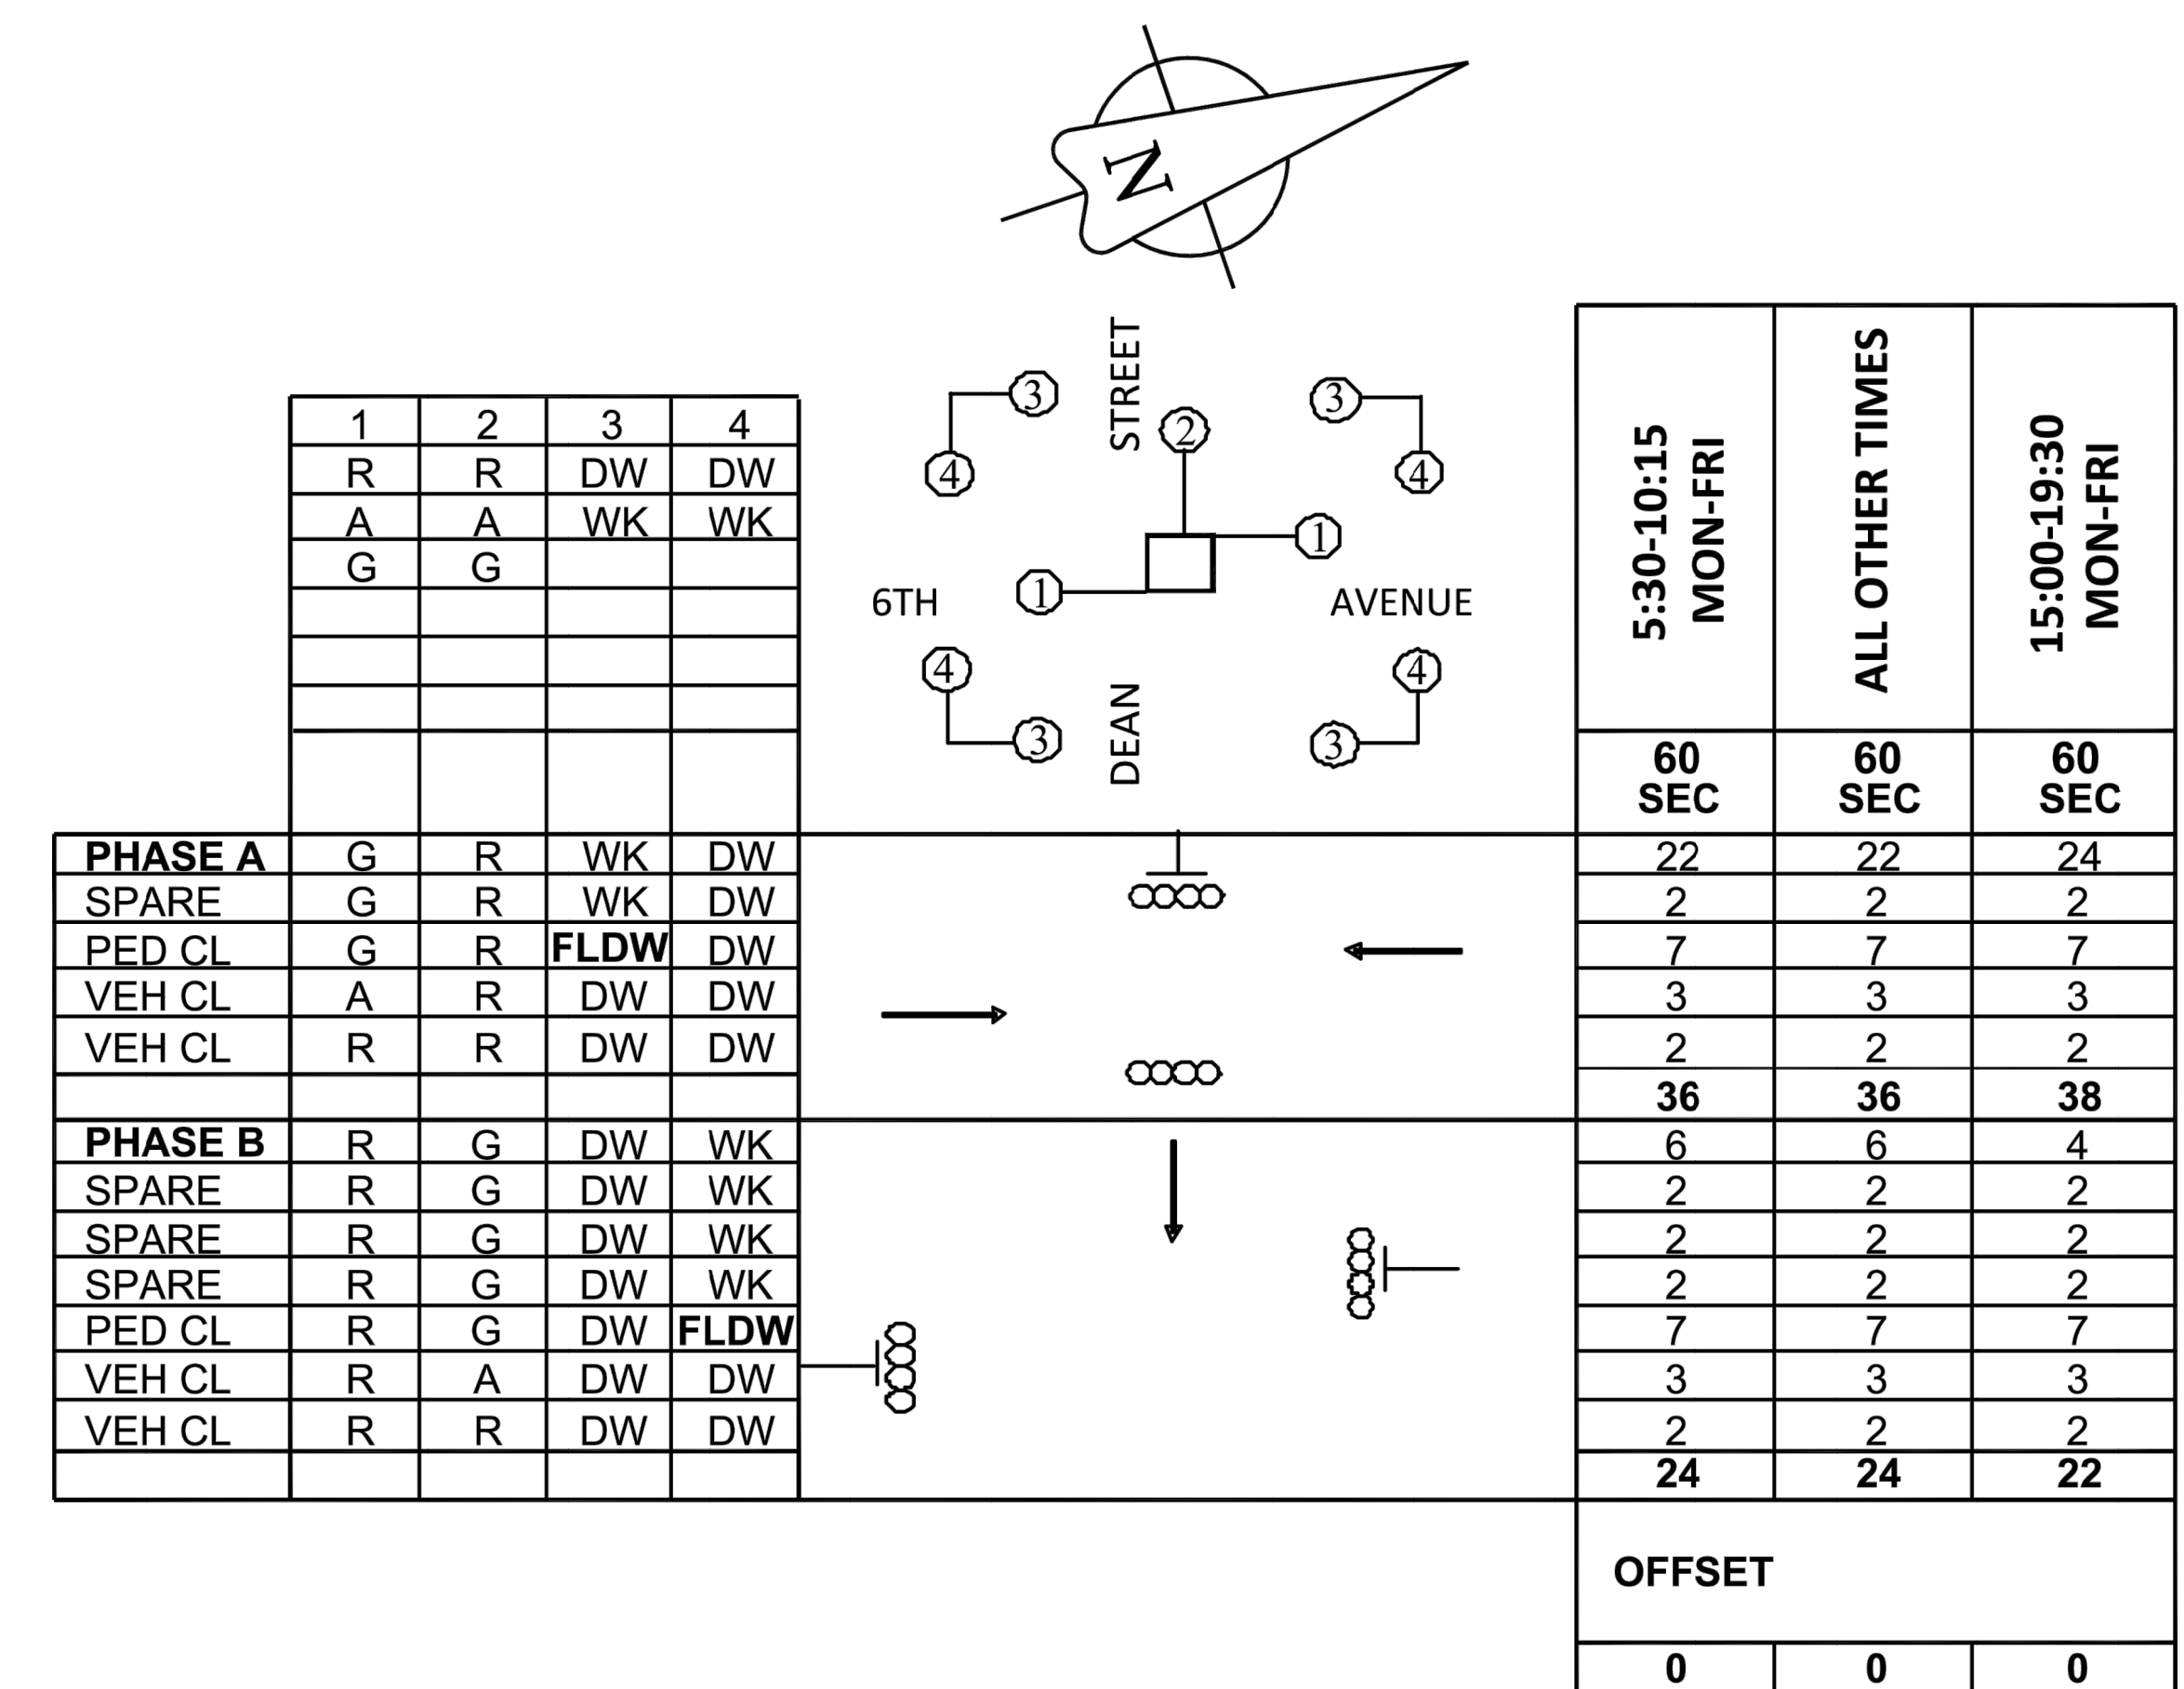 N
STREET
3
3
2
4
4
1
1
6TH
AVENUE
4
4
3
3
DEAN
5:30-10:15
MON-FRI
ALL OTHER TIMES
15:00-19:30
MON-FRI
1 2 3 4
R R DW DW
A A WK WK
G G
60 SEC 60 SEC 60 SEC
PHASE A G R WK DW 22 22 24
SPARE G R WK DW 2 2 2
PED CL G R FLDW DW 7 7 7
VEH CL A R DW DW 3 3 3
VEH CL R R DW DW 2 2 2
36 36 38
PHASE B R G DW WK 6 6 4
SPARE R G DW WK 2 2 2
SPARE R G DW WK 2 2 2
SPARE R G DW WK 2 2 2
PED CL R G DW FLDW 7 7 7
VEH CL R A DW DW 3 3 3
VEH CL R R DW DW 2 2 2
24 24 22
OFFSET
0 0 0